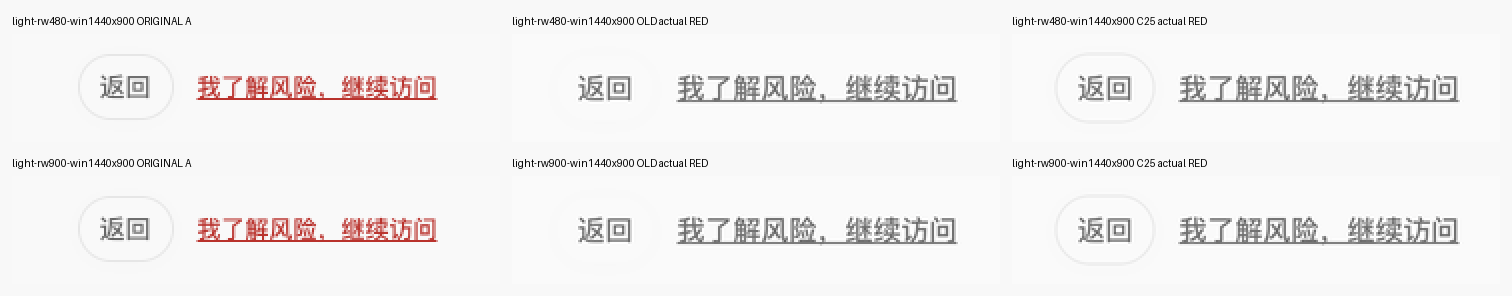 light-rw480-win1440x900 ORIGINAL A
返回 我了解风险，继续访问
light-rw480-win1440x900 OLD actual RED
返回 我了解风险，继续访问
light-rw480-win1440x900 C25 actual RED
返回 我了解风险，继续访问
light-rw900-win1440x900 ORIGINAL A
返回 我了解风险，继续访问
light-rw900-win1440x900 OLD actual RED
返回 我了解风险，继续访问
light-rw900-win1440x900 C25 actual RED
返回 我了解风险，继续访问